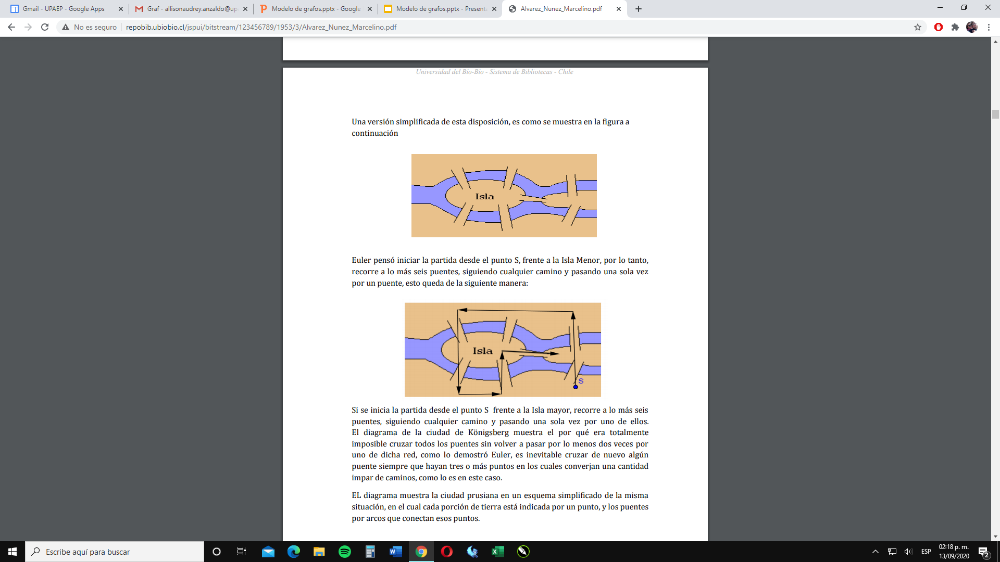 Gmail - UPAEP - Google Apps
Graf - allisonaudrey.anzaldo@up
Modelo de grafos.pptx - Google
Modelo de grafos.pptx - Present
Alvarez_Nunez_Marcelino.pdf
No es seguro
repobib.ubiobio.cl/jspui/bitstream/123456789/1953/3/Alvarez_Nunez_Marcelino.pdf
Universidad del Bío-Bío - Sistema de Bibliotecas - Chile
Una versión simplificada de esta disposición, es como se muestra en la figura a
continuación
Isla
Euler pensó iniciar la partida desde el punto S, frente a la Isla Menor, por lo tanto,
recorre a lo más seis puentes, siguiendo cualquier camino y pasando una sola vez
por un puente, esto queda de la siguiente manera:
Isla
S
Si se inicia la partida desde el punto S frente a la Isla mayor, recorre a lo más seis
puentes, siguiendo cualquier camino y pasando una sola vez por uno de ellos.
El diagrama de la ciudad de Königsberg muestra el por qué era totalmente
imposible cruzar todos los puentes sin volver a pasar por lo menos dos veces por
uno de dicha red, como lo demostró Euler, es inevitable cruzar de nuevo algún
puente siempre que hayan tres o más puntos en los cuales converjan una cantidad
impar de caminos, como lo es en este caso.
EL diagrama muestra la ciudad prusiana en un esquema simplificado de la misma
situación, en el cual cada porción de tierra está indicada por un punto, y los puentes
por arcos que conectan esos puntos.
Escribe aquí para buscar
ESP
02:18 p. m.
13/09/2020
2